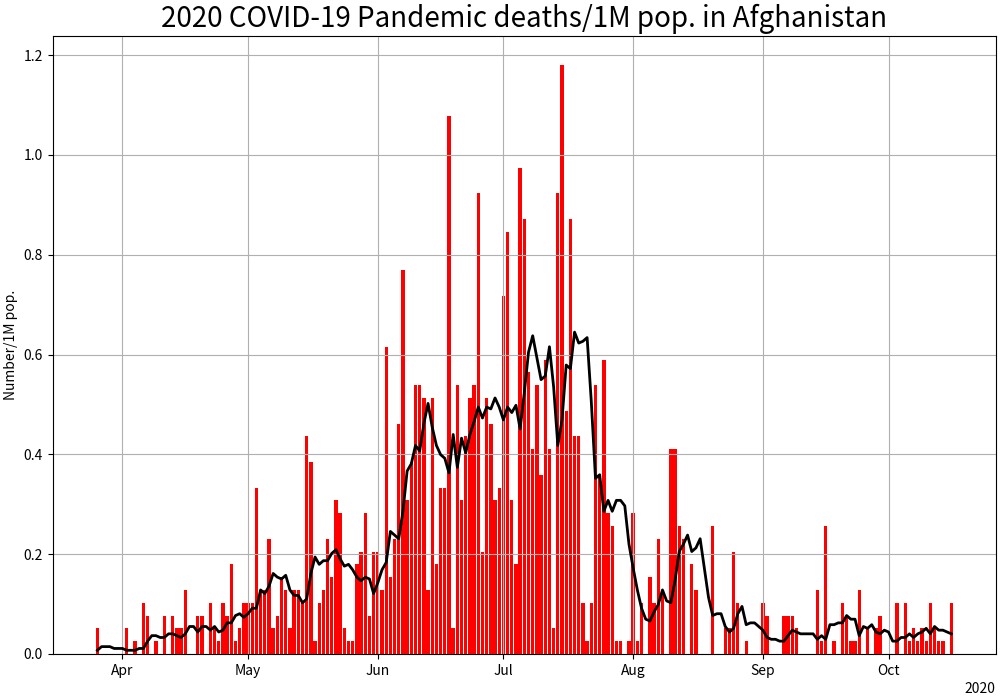 2020 COVID-19 Pandemic deaths/1M pop. in Afghanistan
Number/1M pop.
1.2
1.0
0.8
0.6
0.4
0.2
0.0
Apr May Jun Jul Aug Sep Oct
2020